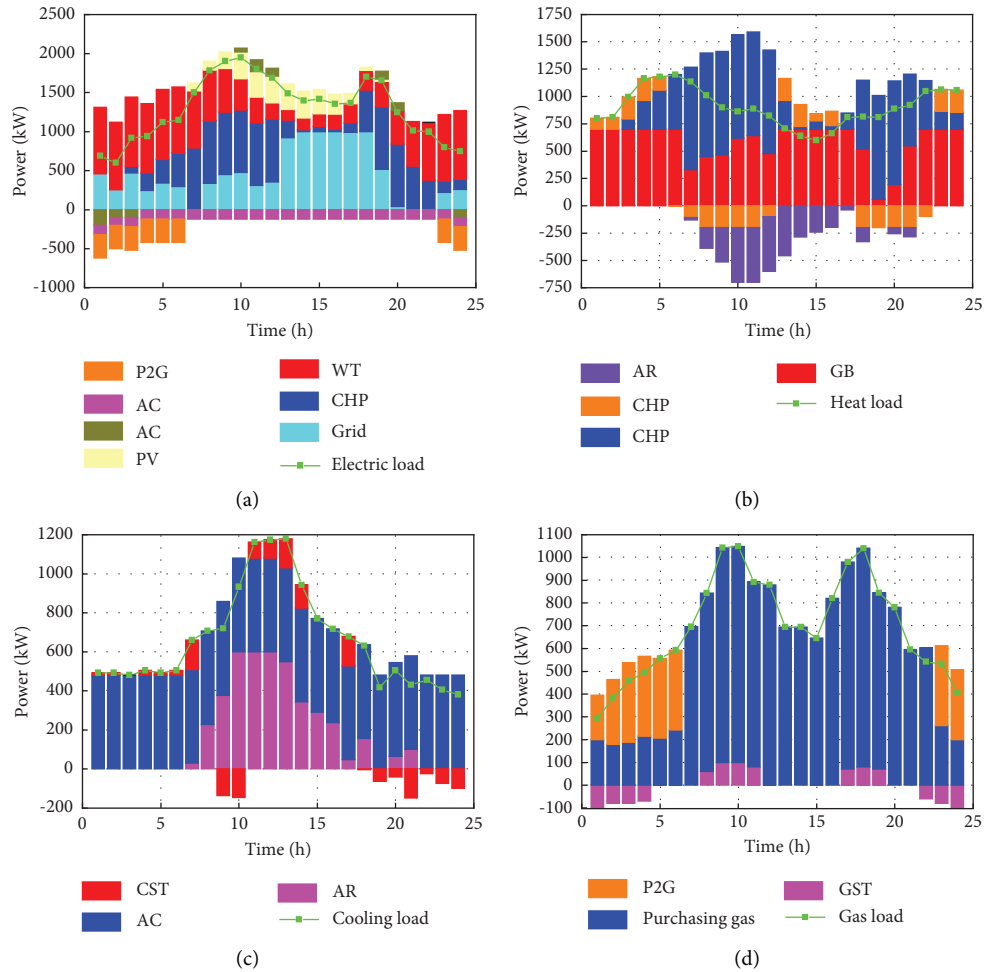 2500
2000
1500
1000
500
0
-500
-1000
Power (kW)
0 5 10 15 20 25
Time (h)
P2G
AC
AC
PV
WT
CHP
Grid
Electric load
(a)
1750
1500
1250
1000
750
500
250
0
-250
-500
-750
Power (kW)
0 5 10 15 20 25
Time (h)
AR
CHP
CHP
GB
Heat load
(b)
1200
1000
800
600
400
200
0
-200
Power (kW)
0 5 10 15 20 25
Time (h)
CST
AC
AR
Cooling load
(c)
1100
1000
900
800
700
600
500
400
300
200
100
0
-100
Power (kW)
0 5 10 15 20 25
Time (h)
P2G
Purchasing gas
GST
Gas load
(d)